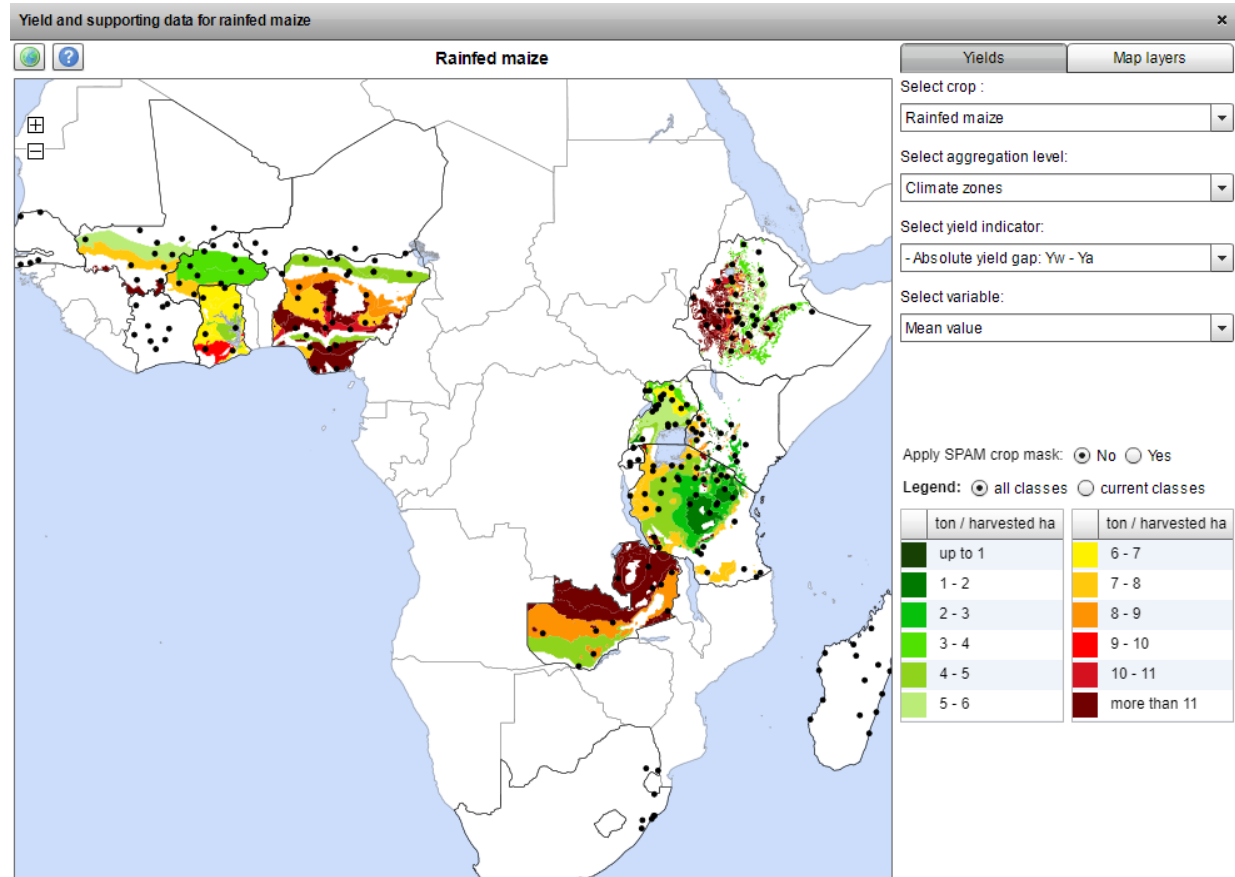 Yield and supporting data for rainfed maize
×
?
Rainfed maize
+
−
Yields
Map layers
Select crop :
Rainfed maize
Select aggregation level:
Climate zones
Select yield indicator:
- Absolute yield gap: Yw - Ya
Select variable:
Mean value
Apply SPAM crop mask: No Yes
Legend: all classes current classes
ton / harvested ha
up to 1
1 - 2
2 - 3
3 - 4
4 - 5
5 - 6
ton / harvested ha
6 - 7
7 - 8
8 - 9
9 - 10
10 - 11
more than 11